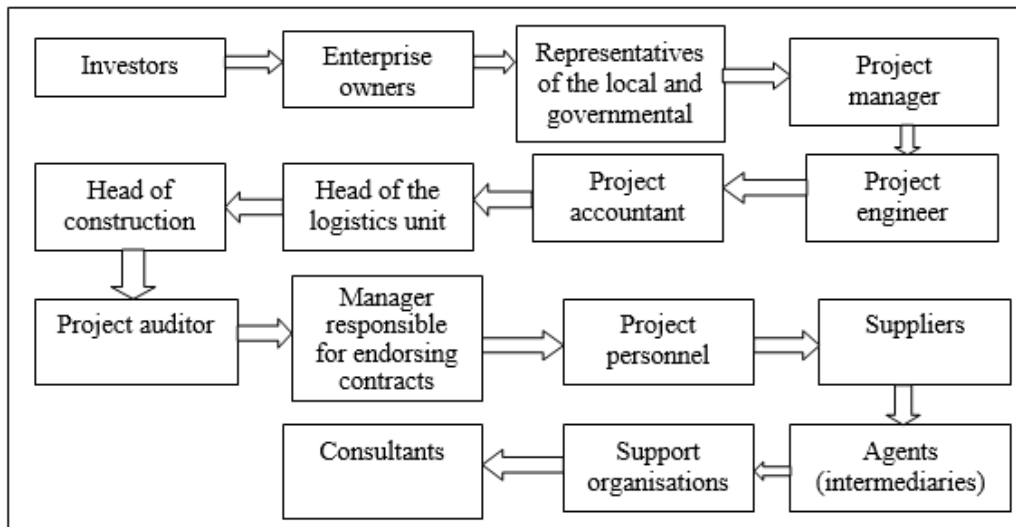 Investors
Enterprise
owners
Representatives
of the local and
governmental
Project
manager
Head of
construction
Head of the
logistics unit
Project
accountant
Project
engineer
Project auditor
Manager
responsible
for endorsing
contracts
Project
personnel
Suppliers
Consultants
Support
organisations
Agents
(intermediaries)